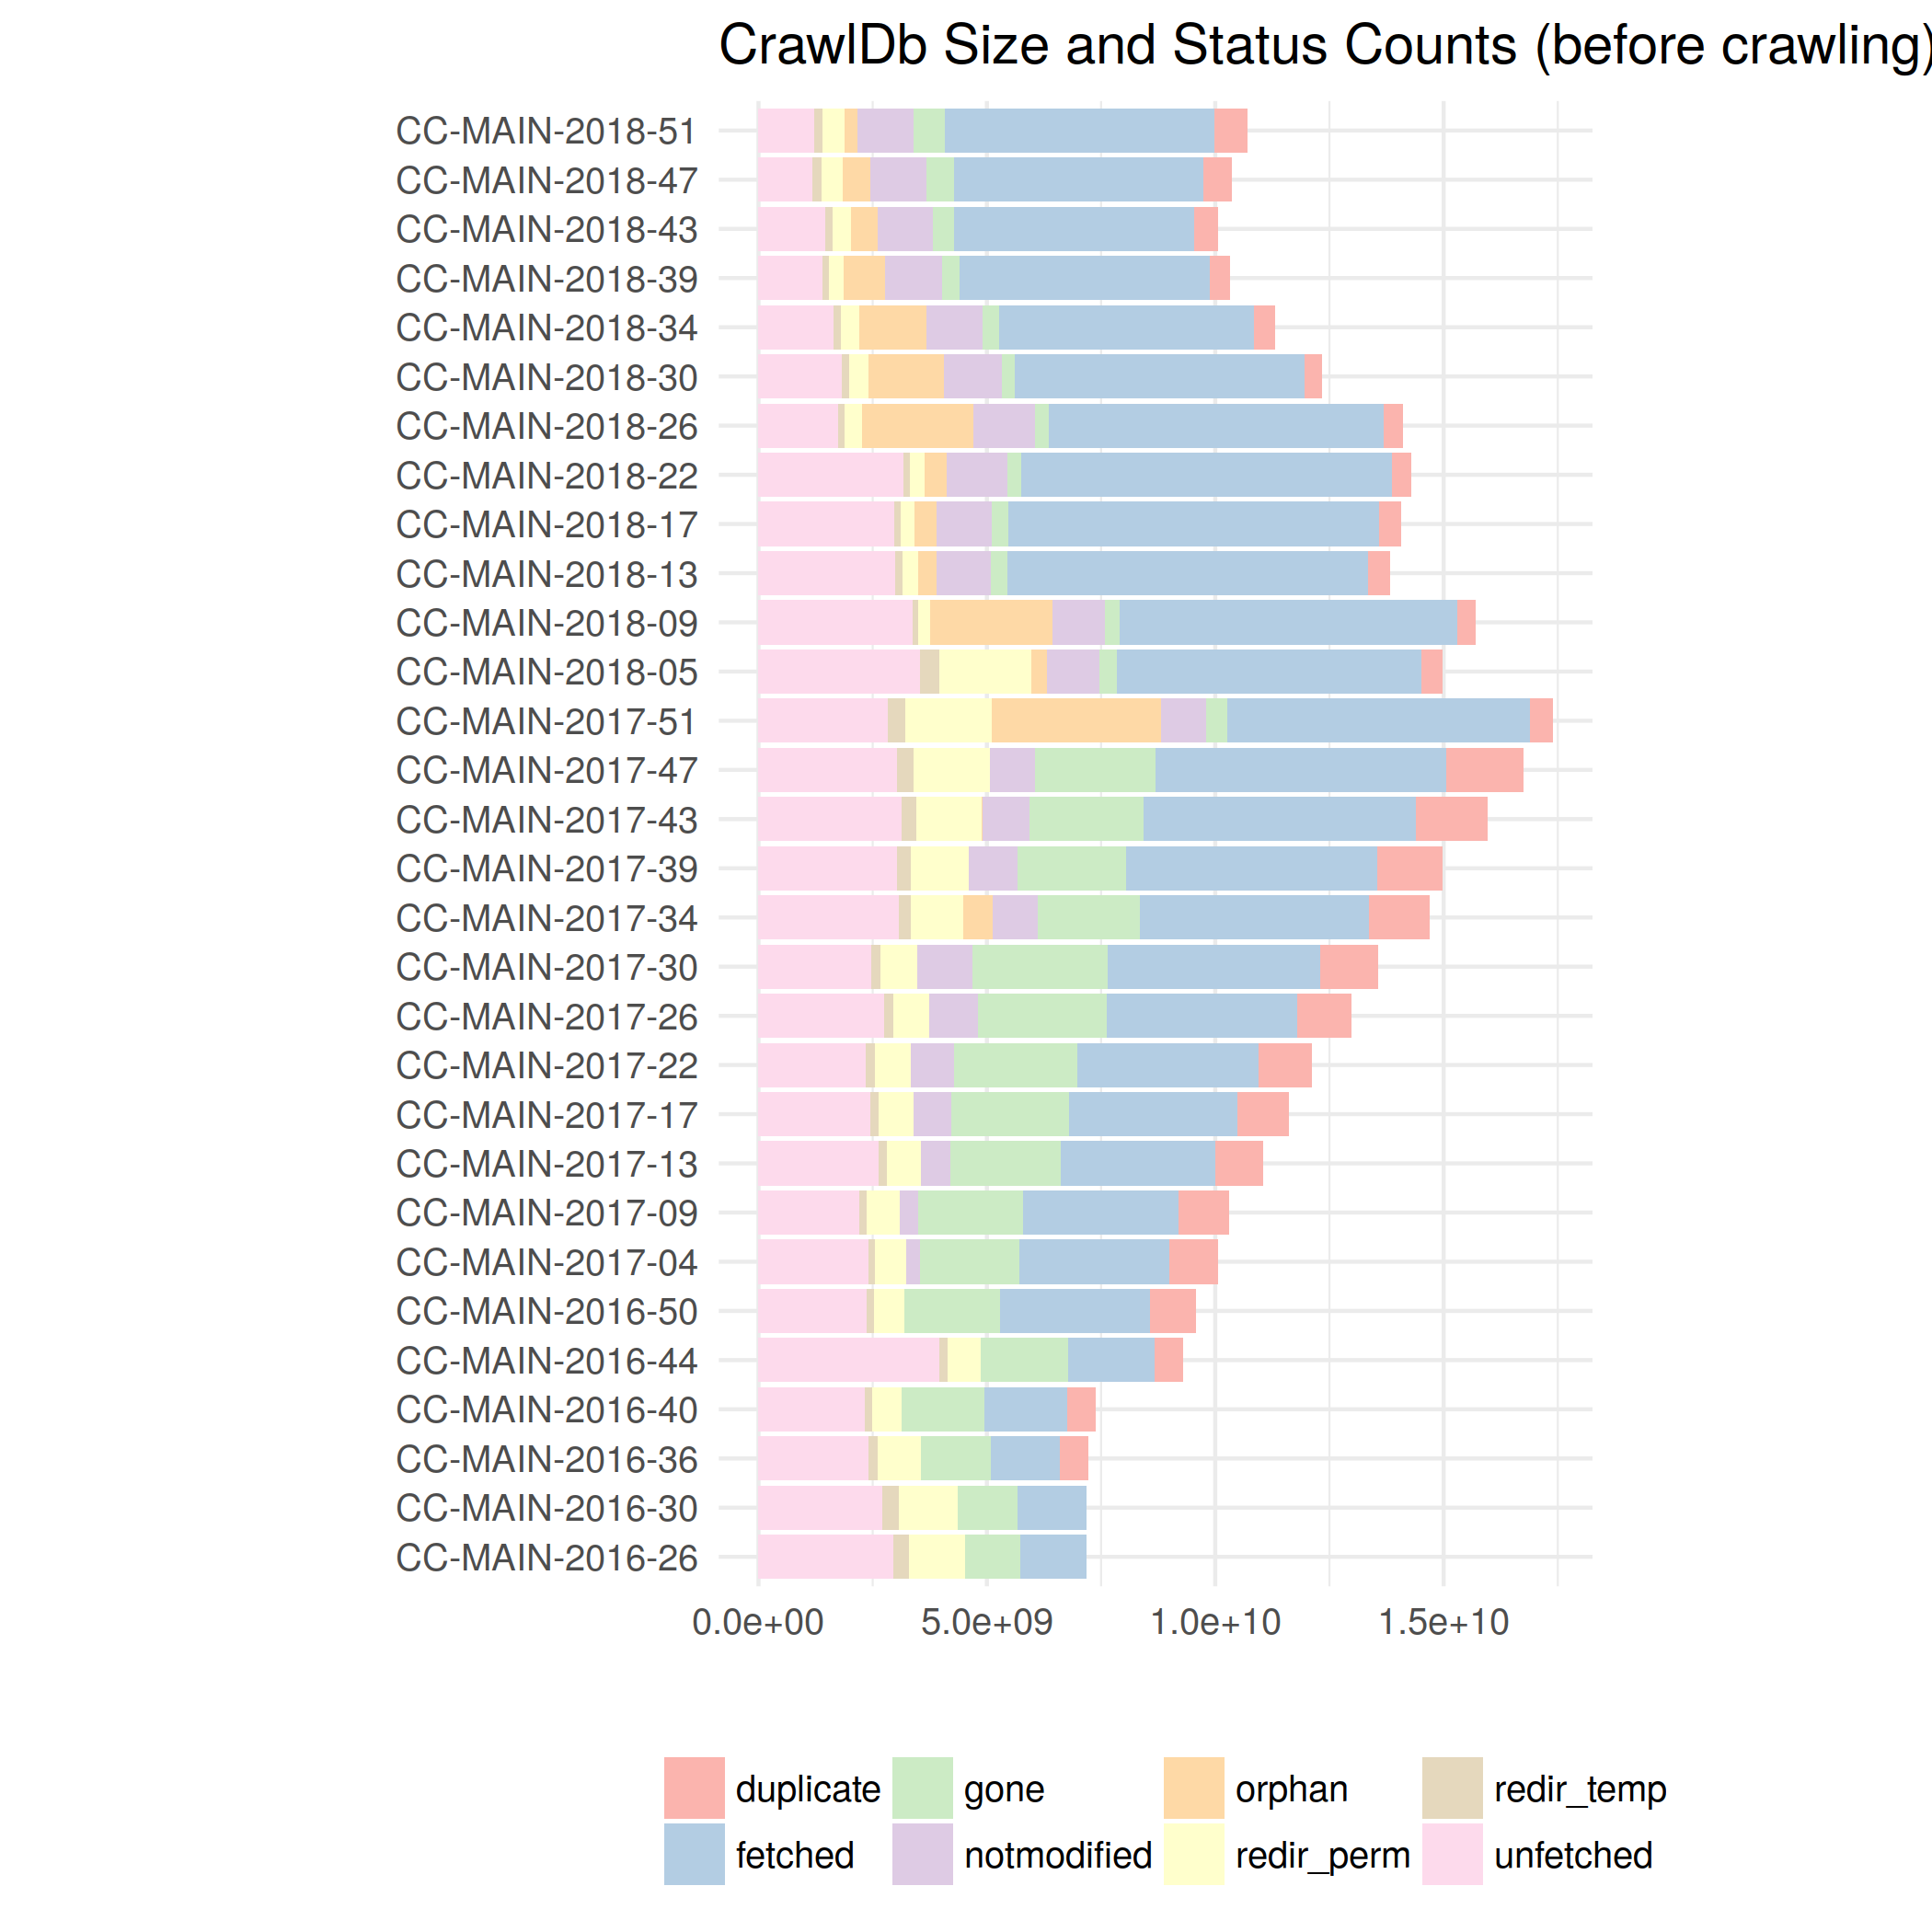 CrawlDb Size and Status Counts (before crawling)
CC-MAIN-2018-51
CC-MAIN-2018-47
CC-MAIN-2018-43
CC-MAIN-2018-39
CC-MAIN-2018-34
CC-MAIN-2018-30
CC-MAIN-2018-26
CC-MAIN-2018-22
CC-MAIN-2018-17
CC-MAIN-2018-13
CC-MAIN-2018-09
CC-MAIN-2018-05
CC-MAIN-2017-51
CC-MAIN-2017-47
CC-MAIN-2017-43
CC-MAIN-2017-39
CC-MAIN-2017-34
CC-MAIN-2017-30
CC-MAIN-2017-26
CC-MAIN-2017-22
CC-MAIN-2017-17
CC-MAIN-2017-13
CC-MAIN-2017-09
CC-MAIN-2017-04
CC-MAIN-2016-50
CC-MAIN-2016-44
CC-MAIN-2016-40
CC-MAIN-2016-36
CC-MAIN-2016-30
CC-MAIN-2016-26
0.0e+00 5.0e+09 1.0e+10 1.5e+10
duplicate gone orphan redir_temp
fetched notmodified redir_perm unfetched